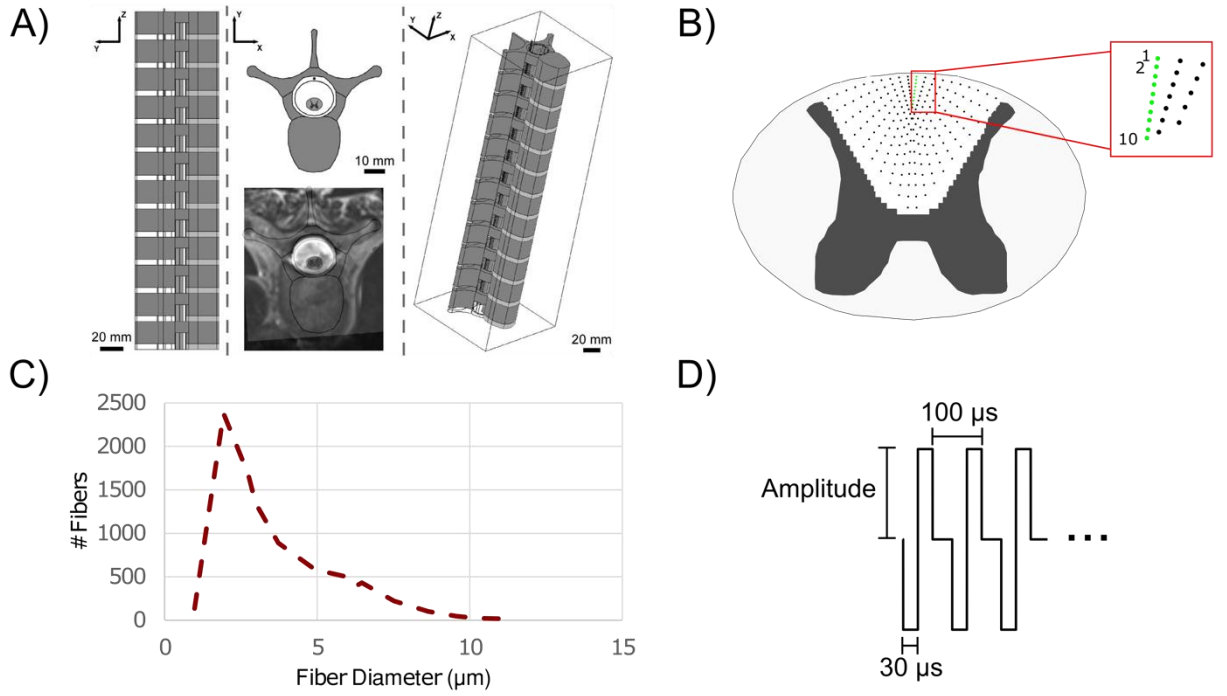 A)
Z
Y
20 mm
Y
X
10 mm
Y
Z
X
20 mm
B)
1
2
10
C)
2500
2000
1500
1000
500
0
# Fibers
0
5
10
15
Fiber Diameter (µm)
D)
100 µs
Amplitude
30 µs